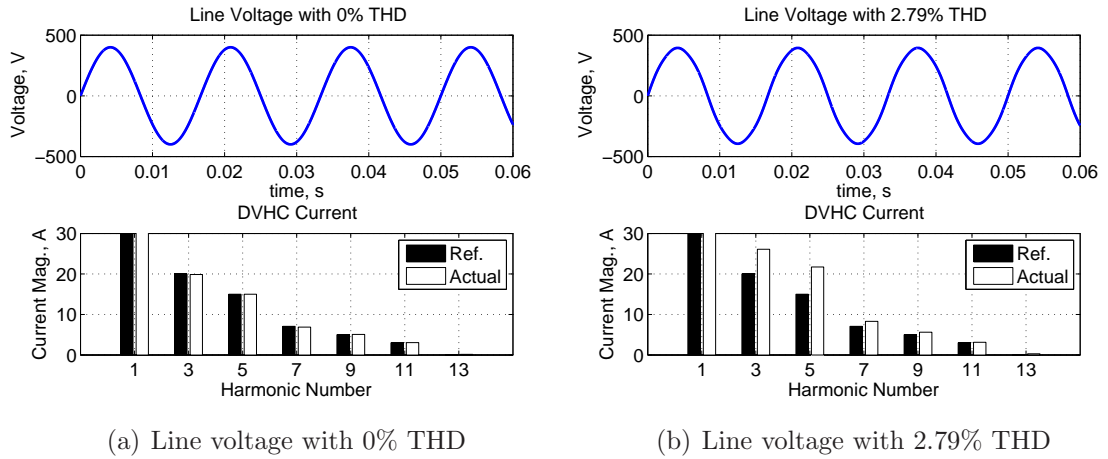 Line Voltage with 0% THD
Voltage, V
500
0
−500
0 0.01 0.02 0.03 0.04 0.05 0.06
time, s
DVHC Current
Current Mag., A
30
20
10
0
Ref.
Actual
1 3 5 7 9 11 13
Harmonic Number
(a) Line voltage with 0% THD
Line Voltage with 2.79% THD
Voltage, V
500
0
−500
0 0.01 0.02 0.03 0.04 0.05 0.06
time, s
DVHC Current
Current Mag., A
30
20
10
0
Ref.
Actual
1 3 5 7 9 11 13
Harmonic Number
(b) Line voltage with 2.79% THD